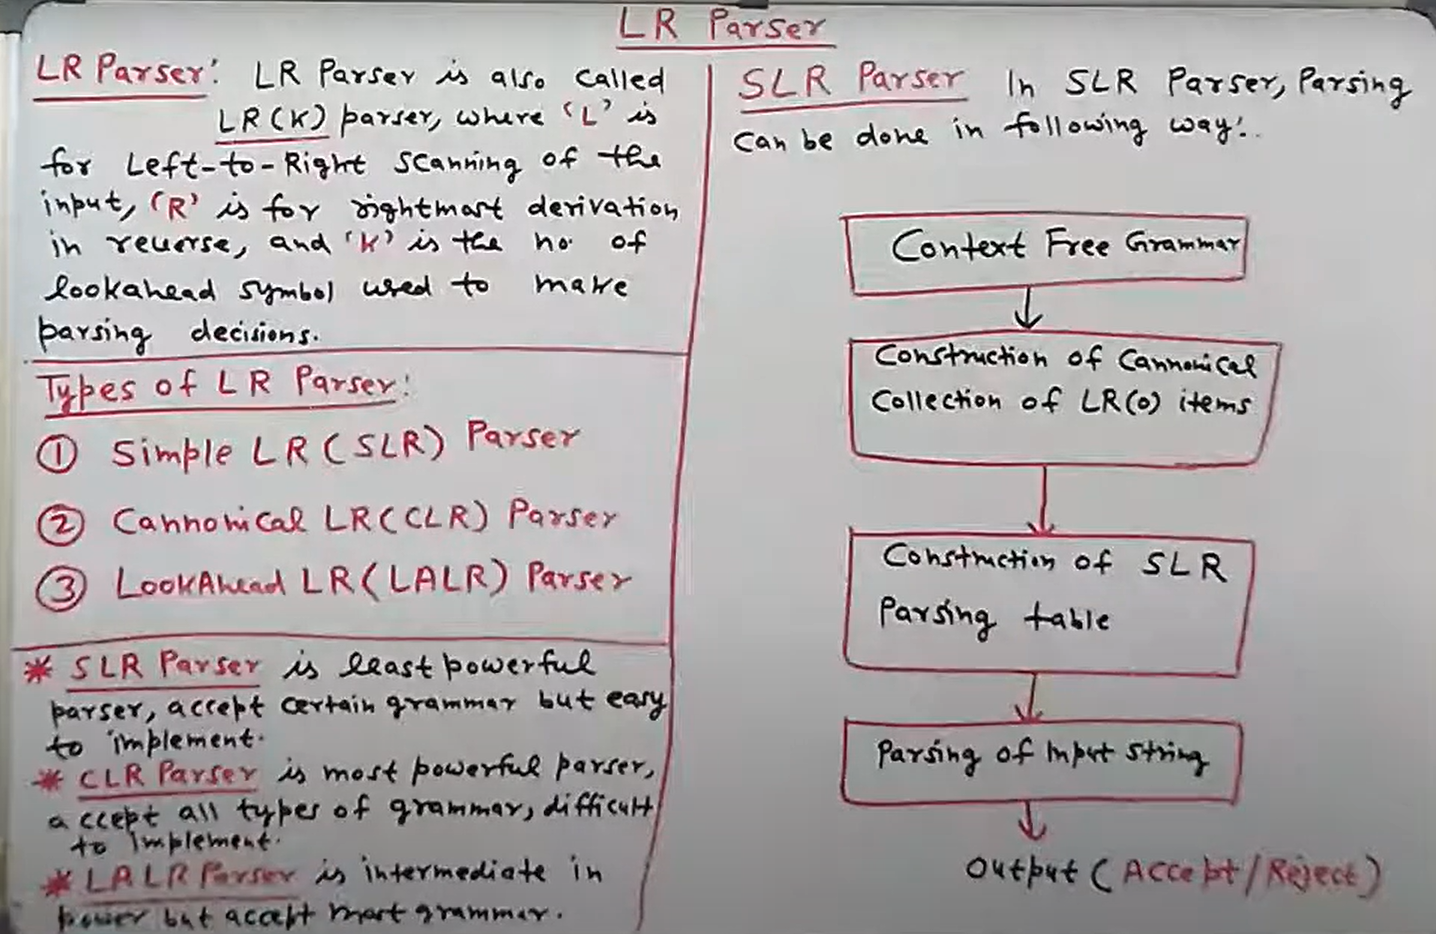 LR Parser
LR Parser: LR Parser is also called
LR(K) parser, where 'L' is
for Left-to-Right scanning of the
input, 'R' is for rightmost derivation
in reverse, and 'K' is the no. of
lookahead symbol used to make
parsing decisions.
Types of LR Parser:
① Simple LR (SLR) Parser
② Cannonical LR (CLR) Parser
③ LookAhead LR (LALR) Parser
* SLR Parser is least powerful
parser, accept certain grammar but easy
to implement.
* CLR Parser is most powerful parser,
accept all types of grammar, difficult
to implement.
* LALR Parser is intermediate in
power but accept most grammar.
SLR Parser In SLR Parser, Parsing
can be done in following way:.
Context Free Grammar
Construction of Cannonical
Collection of LR(0) items
Construction of SLR
Parsing table
Parsing of Input String
Output (Accept/Reject)